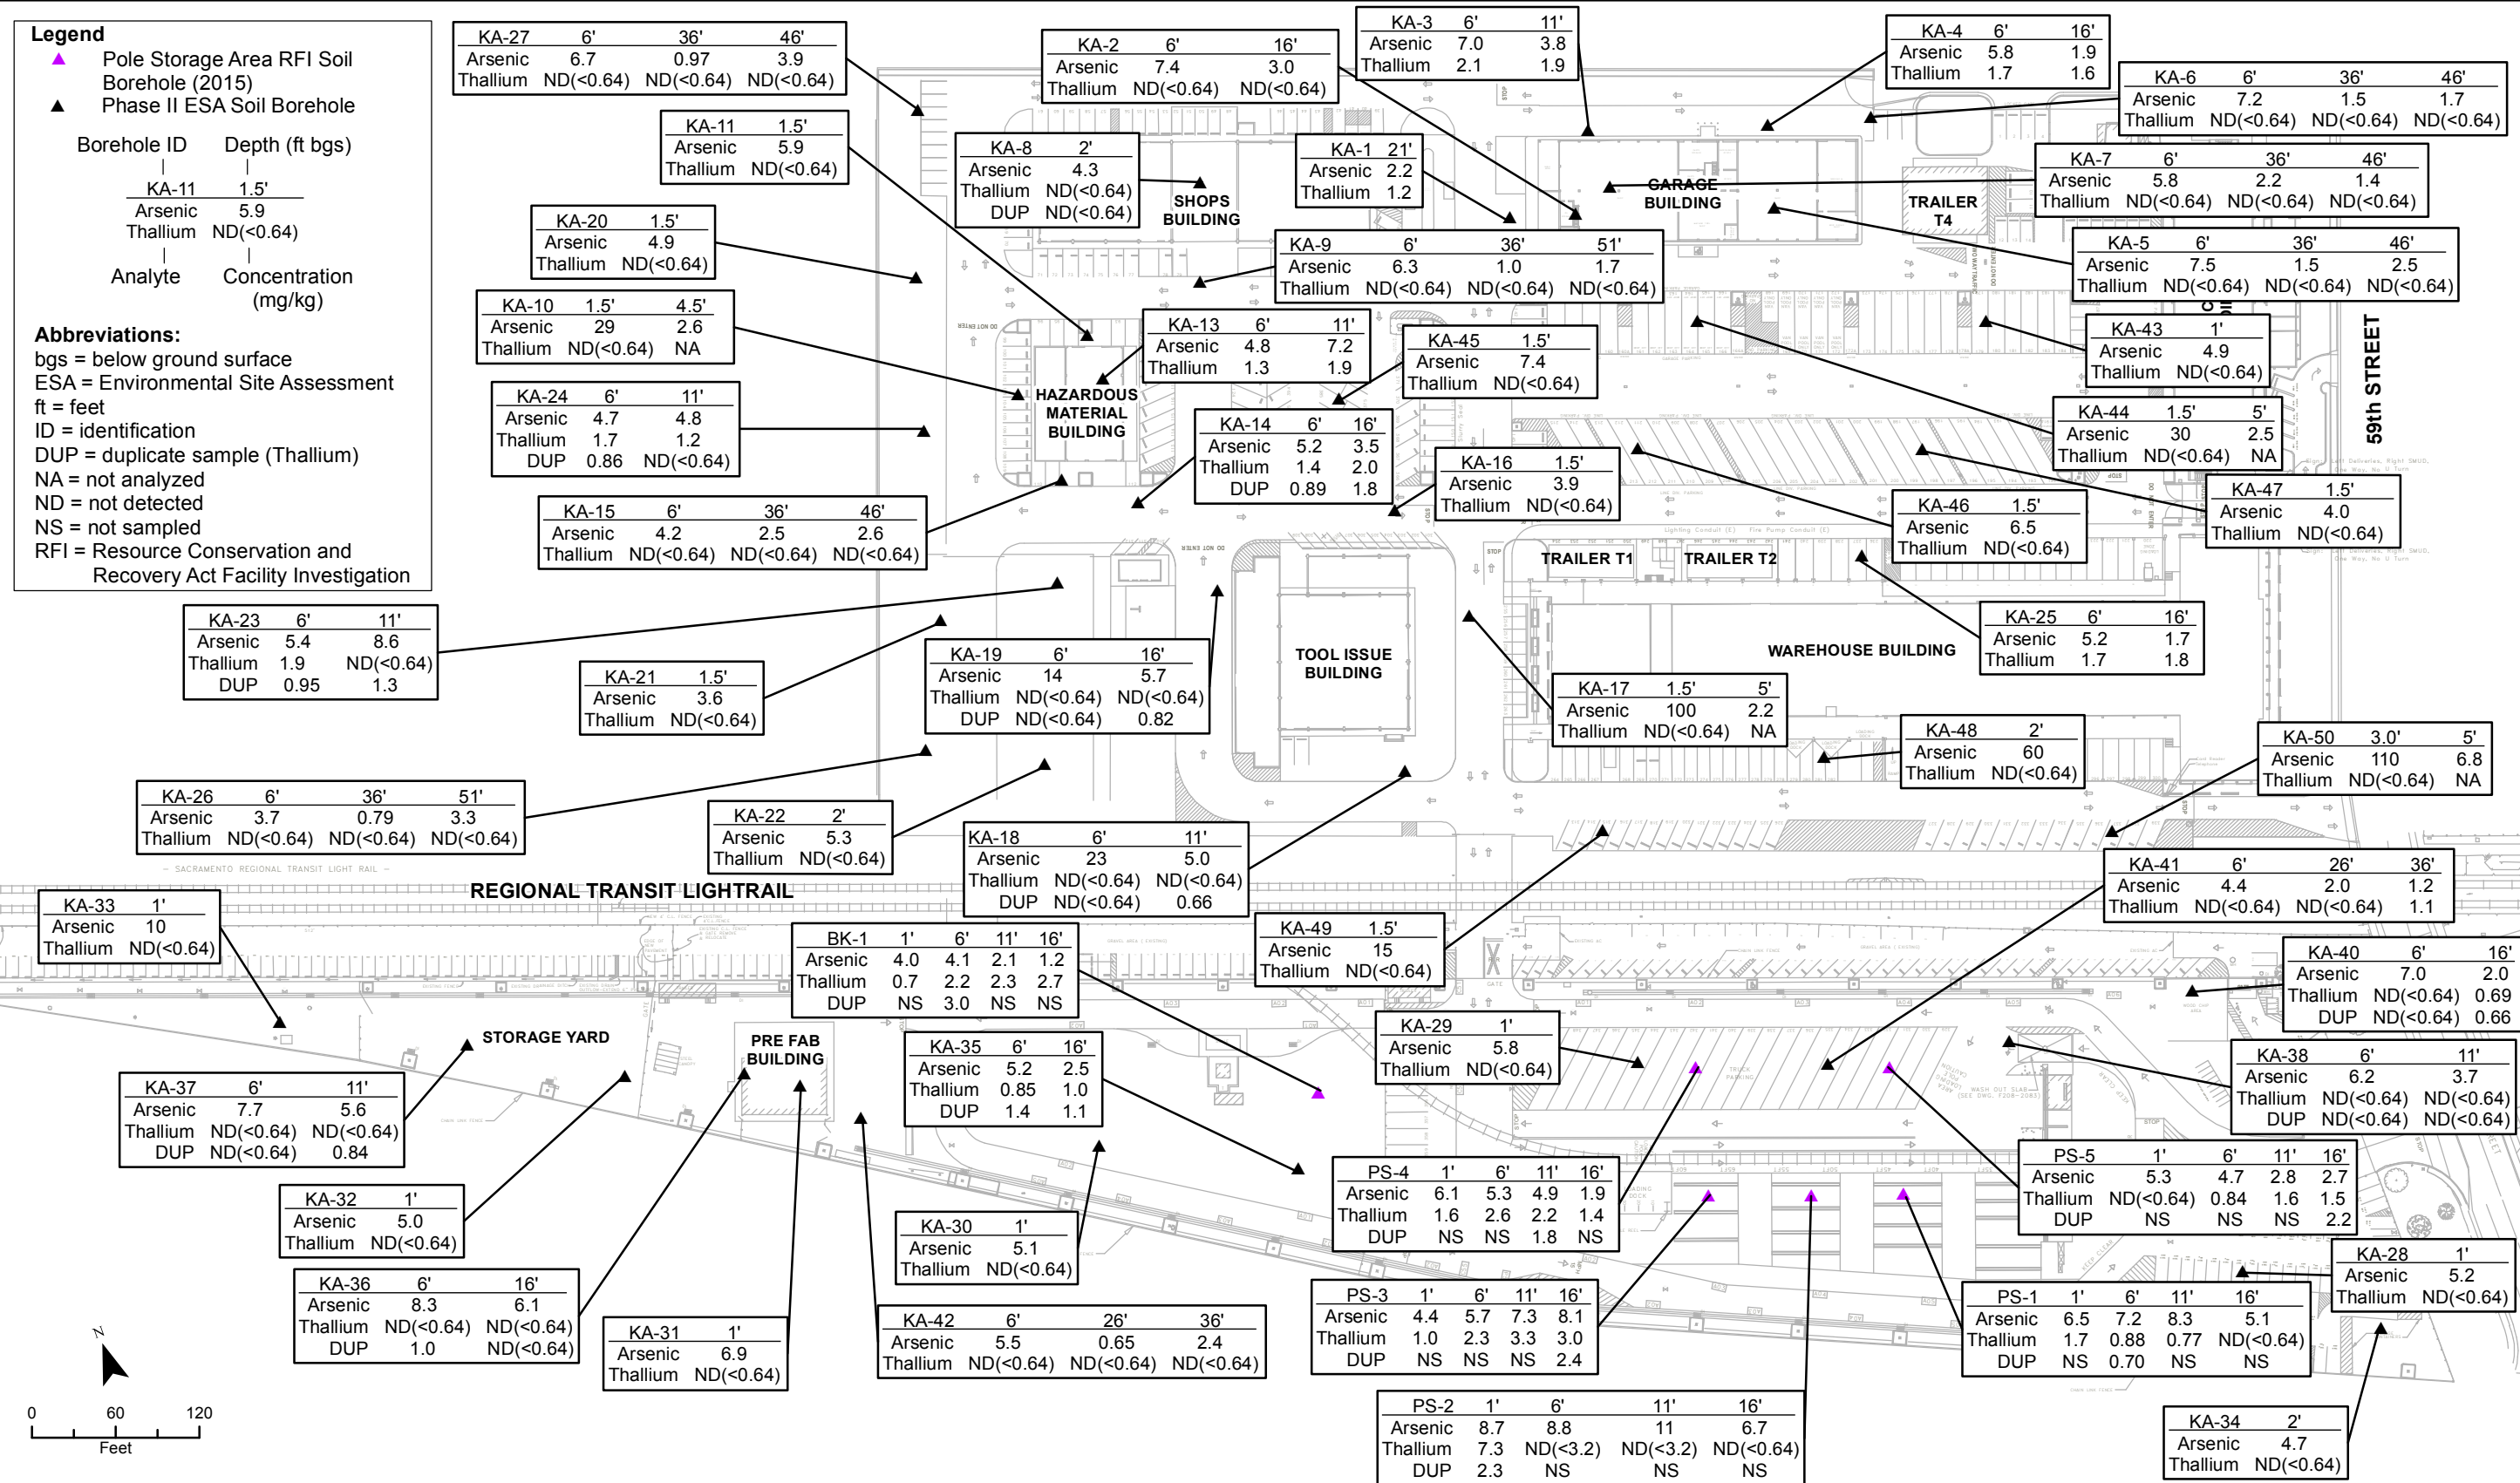 Legend
Pole Storage Area RFI Soil
Borehole (2015)
Phase II ESA Soil Borehole
Borehole ID Depth (ft bgs)
KA-11 1.5'
Arsenic 5.9
Thallium ND(<0.64)
Analyte Concentration
(mg/kg)
Abbreviations:
bgs = below ground surface
ESA = Environmental Site Assessment
ft = feet
ID = identification
DUP = duplicate sample (Thallium)
NA = not analyzed
ND = not detected
NS = not sampled
RFI = Resource Conservation and
Recovery Act Facility Investigation
KA-27 6' 36' 46'
Arsenic 6.7 0.97 3.9
Thallium ND(<0.64) ND(<0.64) ND(<0.64)
KA-2 6' 16'
Arsenic 7.4 3.0
Thallium ND(<0.64) ND(<0.64)
KA-3 6' 11'
Arsenic 7.0 3.8
Thallium 2.1 1.9
KA-4 6' 16'
Arsenic 5.8 1.9
Thallium 1.7 1.6
KA-6 6' 36' 46'
Arsenic 7.2 1.5 1.7
Thallium ND(<0.64) ND(<0.64) ND(<0.64)
KA-11 1.5'
Arsenic 5.9
Thallium ND(<0.64)
KA-8 2'
Arsenic 4.3
Thallium ND(<0.64)
DUP ND(<0.64)
SHOPS
BUILDING
KA-1 21'
Arsenic 2.2
Thallium 1.2
GARAGE
BUILDING
TRAILER
T4
KA-7 6' 36' 46'
Arsenic 5.8 2.2 1.4
Thallium ND(<0.64) ND(<0.64) ND(<0.64)
KA-20 1.5'
Arsenic 4.9
Thallium ND(<0.64)
KA-9 6' 36' 51'
Arsenic 6.3 1.0 1.7
Thallium ND(<0.64) ND(<0.64) ND(<0.64)
KA-5 6' 36' 46'
Arsenic 7.5 1.5 2.5
Thallium ND(<0.64) ND(<0.64) ND(<0.64)
KA-10 1.5' 4.5'
Arsenic 29 2.6
Thallium ND(<0.64) NA
KA-13 6' 11'
Arsenic 4.8 7.2
Thallium 1.3 1.9
KA-45 1.5'
Arsenic 7.4
Thallium ND(<0.64)
KA-43 1'
Arsenic 4.9
Thallium ND(<0.64)
59th STREET
KA-24 6' 11'
Arsenic 4.7 4.8
Thallium 1.7 1.2
DUP 0.86 ND(<0.64)
HAZARDOUS
MATERIAL
BUILDING
KA-14 6' 16'
Arsenic 5.2 3.5
Thallium 1.4 2.0
DUP 0.89 1.8
KA-44 1.5' 5'
Arsenic 30 2.5
Thallium ND(<0.64) NA
KA-16 1.5'
Arsenic 3.9
Thallium ND(<0.64)
KA-47 1.5'
Arsenic 4.0
Thallium ND(<0.64)
KA-15 6' 36' 46'
Arsenic 4.2 2.5 2.6
Thallium ND(<0.64) ND(<0.64) ND(<0.64)
KA-46 1.5'
Arsenic 6.5
Thallium ND(<0.64)
Lighting Conduit (E) Fire Pump Conduit (E)
DO NOT ENTER
STOP
TRAILER T1 TRAILER T2
KA-23 6' 11'
Arsenic 5.4 8.6
Thallium 1.9 ND(<0.64)
DUP 0.95 1.3
KA-25 6' 16'
Arsenic 5.2 1.7
Thallium 1.7 1.8
KA-21 1.5'
Arsenic 3.6
Thallium ND(<0.64)
KA-19 6' 16'
Arsenic 14 5.7
Thallium ND(<0.64) ND(<0.64)
DUP ND(<0.64) 0.82
TOOL ISSUE
BUILDING
WAREHOUSE BUILDING
KA-17 1.5' 5'
Arsenic 100 2.2
Thallium ND(<0.64) NA
KA-48 2'
Arsenic 60
Thallium ND(<0.64)
KA-50 3.0' 5'
Arsenic 110 6.8
Thallium ND(<0.64) NA
KA-26 6' 36' 51'
Arsenic 3.7 0.79 3.3
Thallium ND(<0.64) ND(<0.64) ND(<0.64)
KA-22 2'
Arsenic 5.3
Thallium ND(<0.64)
KA-18 6' 11'
Arsenic 23 5.0
Thallium ND(<0.64) ND(<0.64)
DUP ND(<0.64) 0.66
KA-41 6' 26' 36'
Arsenic 4.4 2.0 1.2
Thallium ND(<0.64) ND(<0.64) 1.1
– SACRAMENTO REGIONAL TRANSIT LIGHT RAIL –
REGIONAL TRANSIT LIGHTRAIL
KA-33 1'
Arsenic 10
Thallium ND(<0.64)
BK-1 1' 6' 11' 16'
Arsenic 4.0 4.1 2.1 1.2
Thallium 0.7 2.2 2.3 2.7
DUP NS 3.0 NS NS
KA-49 1.5'
Arsenic 15
Thallium ND(<0.64)
GATE
KA-40 6' 16'
Arsenic 7.0 2.0
Thallium ND(<0.64) 0.69
DUP ND(<0.64) 0.66
STORAGE YARD
PRE FAB
BUILDING
KA-35 6' 16'
Arsenic 5.2 2.5
Thallium 0.85 1.0
DUP 1.4 1.1
KA-29 1'
Arsenic 5.8
Thallium ND(<0.64)
TRUCK
PARKING
WASH OUT SLAB
(SEE DWG. F208-2083)
KA-38 6' 11'
Arsenic 6.2 3.7
Thallium ND(<0.64) ND(<0.64)
DUP ND(<0.64) ND(<0.64)
KA-37 6' 11'
Arsenic 7.7 5.6
Thallium ND(<0.64) ND(<0.64)
DUP ND(<0.64) 0.84
PS-4 1' 6' 11' 16'
Arsenic 6.1 5.3 4.9 1.9
Thallium 1.6 2.6 2.2 1.4
DUP NS NS 1.8 NS
PS-5 1' 6' 11' 16'
Arsenic 5.3 4.7 2.8 2.7
Thallium ND(<0.64) 0.84 1.6 1.5
DUP NS NS NS 2.2
KA-32 1'
Arsenic 5.0
Thallium ND(<0.64)
KA-30 1'
Arsenic 5.1
Thallium ND(<0.64)
KA-28 1'
Arsenic 5.2
Thallium ND(<0.64)
KA-36 6' 16'
Arsenic 8.3 6.1
Thallium ND(<0.64) ND(<0.64)
DUP 1.0 ND(<0.64)
KA-31 1'
Arsenic 6.9
Thallium ND(<0.64)
KA-42 6' 26' 36'
Arsenic 5.5 0.65 2.4
Thallium ND(<0.64) ND(<0.64) ND(<0.64)
PS-3 1' 6' 11' 16'
Arsenic 4.4 5.7 7.3 8.1
Thallium 1.0 2.3 3.3 3.0
DUP NS NS NS 2.4
PS-1 1' 6' 11' 16'
Arsenic 6.5 7.2 8.3 5.1
Thallium 1.7 0.88 0.77 ND(<0.64)
DUP NS 0.70 NS NS
PS-2 1' 6' 11' 16'
Arsenic 8.7 8.8 11 6.7
Thallium 7.3 ND(<3.2) ND(<3.2) ND(<0.64)
DUP 2.3 NS NS NS
KA-34 2'
Arsenic 4.7
Thallium ND(<0.64)
N
0 60 120
Feet